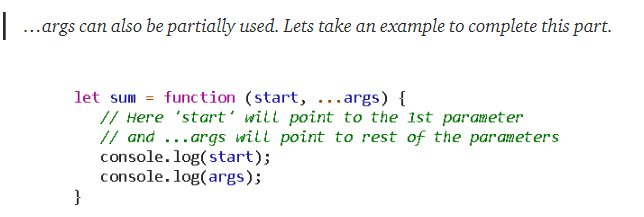 ...args can also be partially used. Lets take an example to complete this part.
let sum = function (start, ...args) {
// Here 'start' will point to the 1st parameter
// and ...args will point to rest of the parameters
console.log(start);
console.log(args);
}